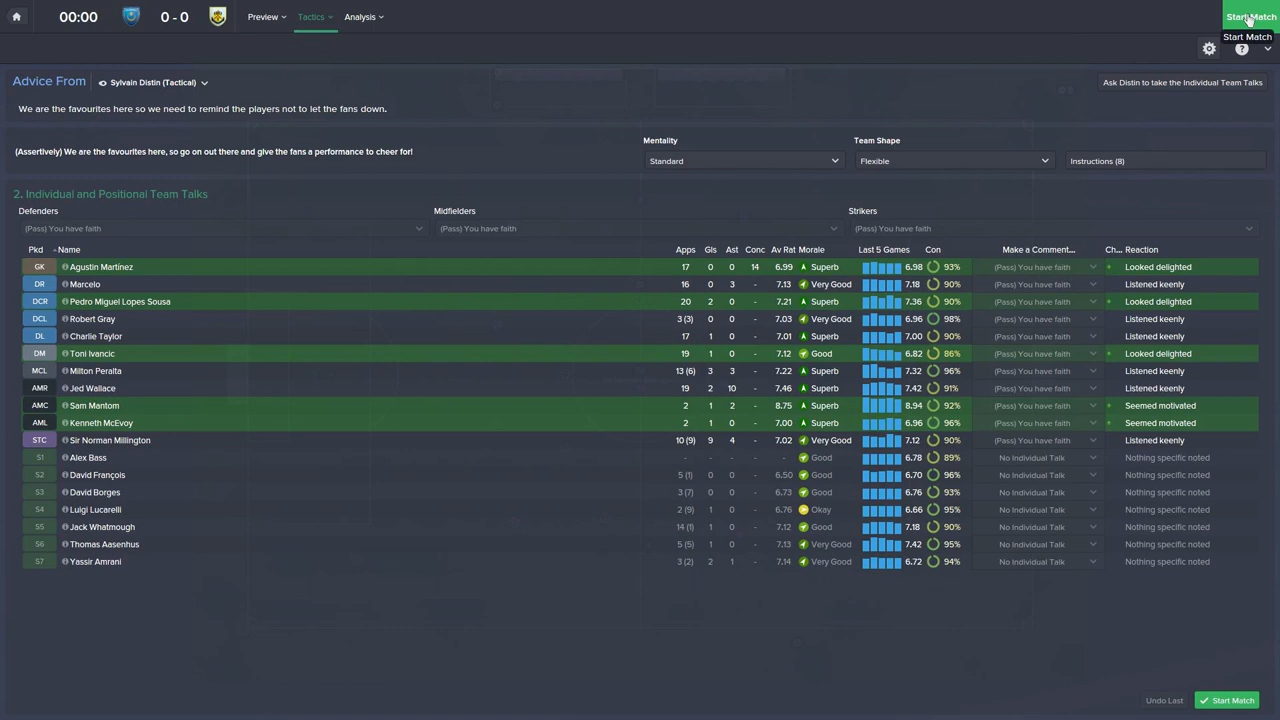 00:00 0 - 0 Preview Tactics Analysis Start Match
Start Match
Advice From Sylvain Distin (Tactical) Ask Distin to take the Individual Team Talks
We are the favourites here so we need to remind the players not to let the fans down.
Mentality Team Shape
(Assertively) We are the favourites here, so go on out there and give the fans a performance to cheer for!
Standard Flexible Instructions (8)
2. Individual and Positional Team Talks
Defenders Midfielders Strikers
(Pass) You have faith (Pass) You have faith (Pass) You have faith
Pkd Name Apps Gls Ast Conc Av Rat Morale Last 5 Games Con Make a Comment... Ch... Reaction
GK Agustin Martínez 17 0 0 14 6.99 Superb 6.98 93% (Pass) You have faith Looked delighted
DR Marcelo 16 0 3 - 7.13 Very Good 7.18 90% (Pass) You have faith Listened keenly
DCR Pedro Miguel Lopes Sousa 20 2 0 - 7.21 Superb 7.36 90% (Pass) You have faith Looked delighted
DCL Robert Gray 3 (3) 0 0 - 7.03 Very Good 6.96 98% (Pass) You have faith Listened keenly
DL Charlie Taylor 17 1 0 - 7.01 Superb 7.00 90% (Pass) You have faith Listened keenly
DM Toni Ivancic 19 1 0 - 7.12 Good 6.82 86% (Pass) You have faith Looked delighted
MCL Milton Peralta 13 (6) 3 3 - 7.22 Superb 7.32 96% (Pass) You have faith Listened keenly
AMR Jed Wallace 19 2 10 - 7.46 Superb 7.42 91% (Pass) You have faith Listened keenly
AMC Sam Mantom 2 1 2 - 8.75 Superb 8.94 92% (Pass) You have faith Seemed motivated
AML Kenneth McEvoy 2 1 0 - 7.00 Superb 6.96 96% (Pass) You have faith Seemed motivated
STC Sir Norman Millington 10 (9) 9 4 - 7.02 Very Good 7.12 90% (Pass) You have faith Listened keenly
S1 Alex Bass - - - - - Good 6.78 89% No Individual Talk Nothing specific noted
S2 David François 5 (1) 0 0 - 6.50 Good 6.70 96% No Individual Talk Nothing specific noted
S3 David Borges 3 (7) 0 0 - 6.73 Good 6.76 93% No Individual Talk Nothing specific noted
S4 Luigi Lucarelli 2 (9) 1 0 - 6.76 Okay 6.66 95% No Individual Talk Nothing specific noted
S5 Jack Whatmough 14 (1) 1 0 - 7.12 Good 7.18 90% No Individual Talk Nothing specific noted
S6 Thomas Aasenhus 5 (5) 1 0 - 7.13 Very Good 7.42 95% No Individual Talk Nothing specific noted
S7 Yassir Amrani 3 (2) 2 1 - 7.14 Very Good 6.72 94% No Individual Talk Nothing specific noted
Undo Last Start Match